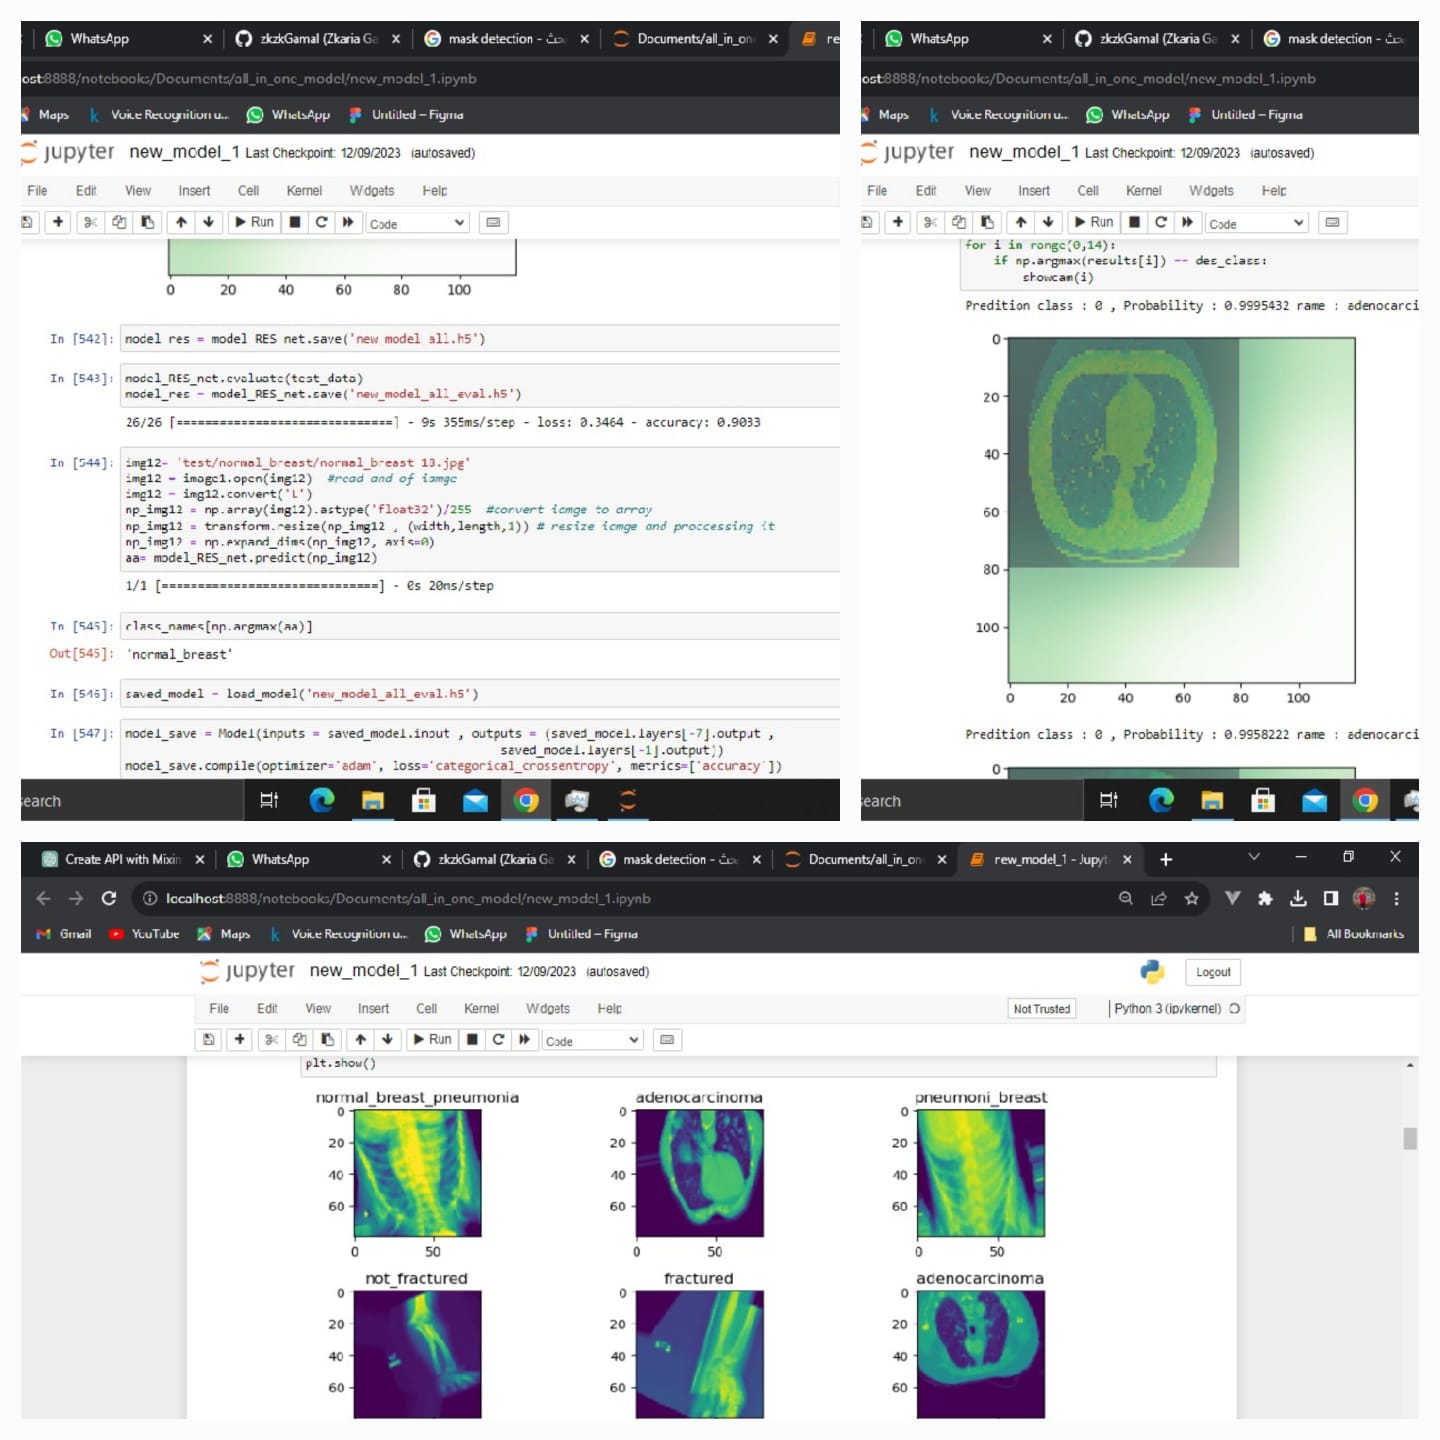 WhatsApp
zkzkGamal (Zkaria Ga
mask detection -
Documents/all_in_on
ost:8888/notebooks/Documents/all_in_one_model/new_model_1.ipynb
Maps
Voice Recognition u...
WhatsApp
Untitled – Figma
jupyter new_model_1 Last Checkpoint: 12/09/2023 (autosaved)
File Edit View Insert Cell Kernel Widgets Help
Run
Code
0 20 40 60 80 100
In [542]: model_res = model_RES_net.save('new_model_all.h5')
In [543]: model_RES_net.evaluate(test_data)
model_res = model_RES_net.save('new_model_all_eval.h5')
26/26 [==============================] - 9s 355ms/step - loss: 0.3464 - accuracy: 0.9033
In [544]: img12= 'test/normal_breast/normal_breast_13.jpg'
img12 = image1.open(img12) #read and of iamge
img12 = img12.convert('L')
np_img12 = np.array(img12).astype('float32')/255 #convert iamge to array
np_img12 = transform.resize(np_img12 , (width,length,1)) # resize iamge and proccessing it
np_img12 = np.expand_dims(np_img12, axis=0)
aa= model_RES_net.predict(np_img12)
1/1 [==============================] - 0s 20ms/step
In [545]: class_names[np.argmax(aa)]
Out[545]: 'normal_breast'
In [546]: saved_model = load_model('new_model_all_eval.h5')
In [547]: model_save = Model(inputs = saved_model.input , outputs = (saved_model.layers[-7].output ,
saved_model.layers[-1].output))
model_save.compile(optimizer='adam', loss='categorical_crossentropy', metrics=['accuracy'])
search
WhatsApp
zkzkGamal (Zkaria Ga
mask detection -
ost:8888/notebooks/Documents/all_in_one_model/new_model_1.ipynb
Maps
Voice Recognition u...
WhatsApp
Untitled – Figma
jupyter new_model_1 Last Checkpoint: 12/09/2023 (autosaved)
File Edit View Insert Cell Kernel Widgets Help
Run
Code
for i in range(0,14):
if np.argmax(results[i]) == des_class:
showcam(i)
Predition class : 0 , Probability : 0.9995432 name : adenocarci
0
20
40
60
80
100
0 20 40 60 80 100
Predition class : 0 , Probability : 0.9958222 name : adenocarci
0
search
Create API with Mixin
WhatsApp
zkzkGamal (Zkaria Ga
mask detection -
Documents/all_in_on
new_model_1 - Jupyt
localhost:8888/notebooks/Documents/all_in_one_model/new_model_1.ipynb
Gmail
YouTube
Maps
Voice Recognition u...
WhatsApp
Untitled – Figma
All Bookmarks
jupyter new_model_1 Last Checkpoint: 12/09/2023 (autosaved)
Logout
File Edit View Insert Cell Kernel Widgets Help
Not Trusted
Python 3 (ipykernel)
Run
Code
plt.show()
normal_breast_pneumonia
0
20
40
60
0 50
adenocarcinoma
0
20
40
60
0 50
pneumoni_breast
0
20
40
60
0 50
not_fractured
0
20
40
60
fractured
0
20
40
60
adenocarcinoma
0
20
40
60